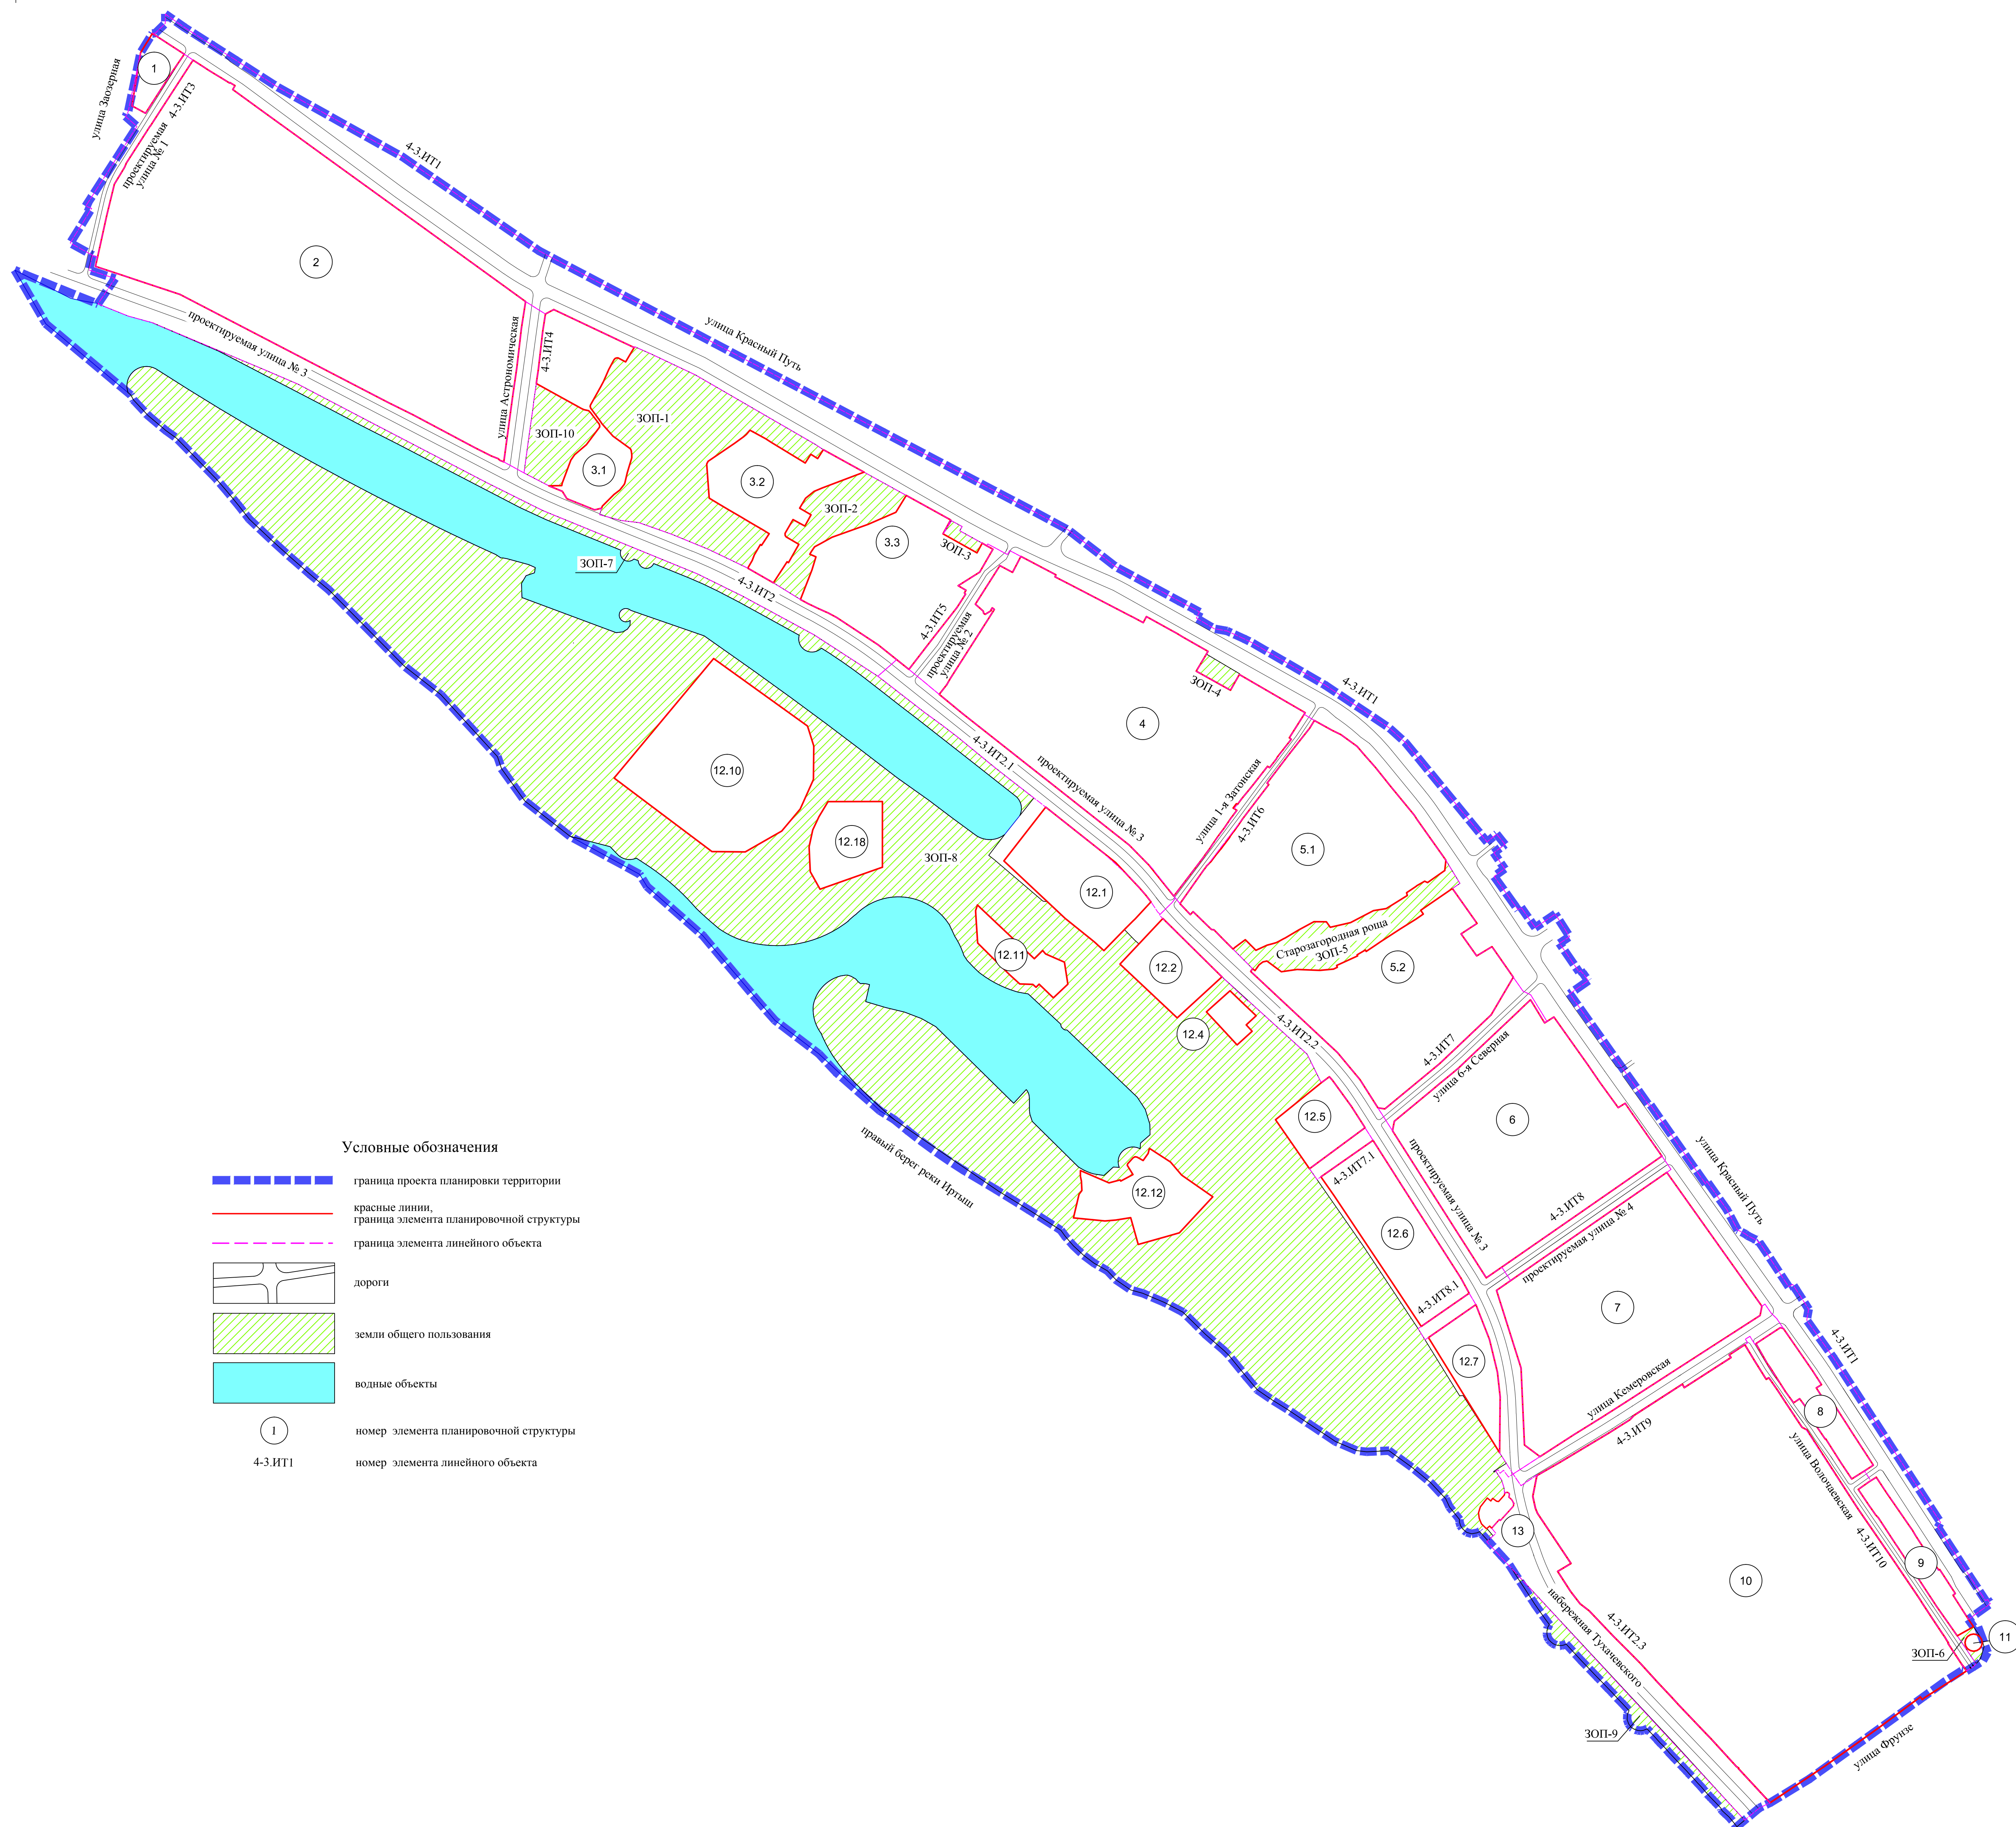 улица Заозерная
1
4-3.ИТ3
проектируемая
улица № 1
4-3.ИТ1
2
проектируемая улица № 3
улица Астрономическая
4-3.ИТ4
улица Красный Путь
ЗОП-1
ЗОП-10
3.1
3.2
ЗОП-2
3.3
ЗОП-3
ЗОП-7
4-3.ИТ2
4-3.ИТ5
проектируемая
улица № 2
ЗОП-4
4-3.ИТ1
4
12.10
4-3.ИТ2.1
проектируемая улица № 3
улица 1-я Затонская
4-3.ИТ6
12.18
ЗОП-8
5.1
12.1
Старозагородная роща
ЗОП-5
12.11
12.2
5.2
12.4
4-3.ИТ2.2
4-3.ИТ7
улица 6-я Северная
12.5
6
4-3.ИТ7.1
правый берег реки Иртыш
12.12
проектируемая улица № 3
улица Красный Путь
4-3.ИТ8
12.6
проектируемая улица № 4
4-3.ИТ8.1
7
12.7
4-3.ИТ1
улица Кемеровская
8
4-3.ИТ9
улица Волочаевская
4-3.ИТ10
13
9
10
набережная Тухачевского
4-3.ИТ2.3
11
ЗОП-6
ЗОП-9
улица Фрунзе
Условные обозначения
граница проекта планировки территории
красные линии,
граница элемента планировочной структуры
граница элемента линейного объекта
дороги
земли общего пользования
водные объекты
1
номер элемента планировочной структуры
4-3.ИТ1
номер элемента линейного объекта